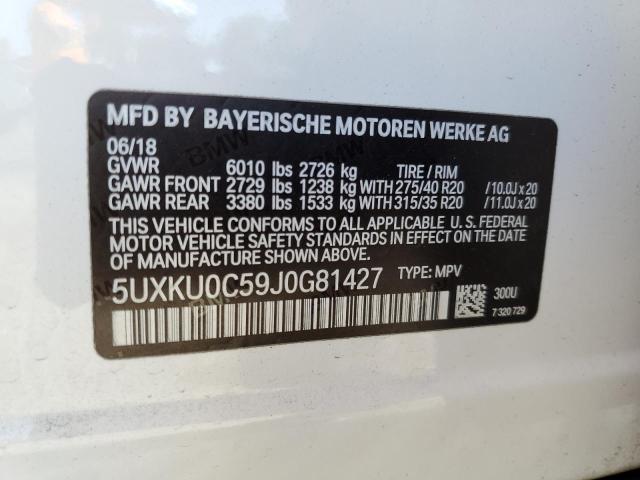 MFD BY BAYERISCHE MOTOREN WERKE AG
06/18
GVWR 6010 lbs 2726 kg TIRE / RIM
GAWR FRONT 2729 lbs 1238 kg WITH 275/40 R20 /10.0J x 20
GAWR REAR 3380 lbs 1533 kg WITH 315/35 R20 /11.0J x 20
THIS VEHICLE CONFORMS TO ALL APPLICABLE U. S. FEDERAL
MOTOR VEHICLE SAFETY STANDARDS IN EFFECT ON THE DATE
OF MANUFACTURE SHOWN ABOVE.
5UXKU0C59J0G81427 TYPE: MPV
300U
7 320 729